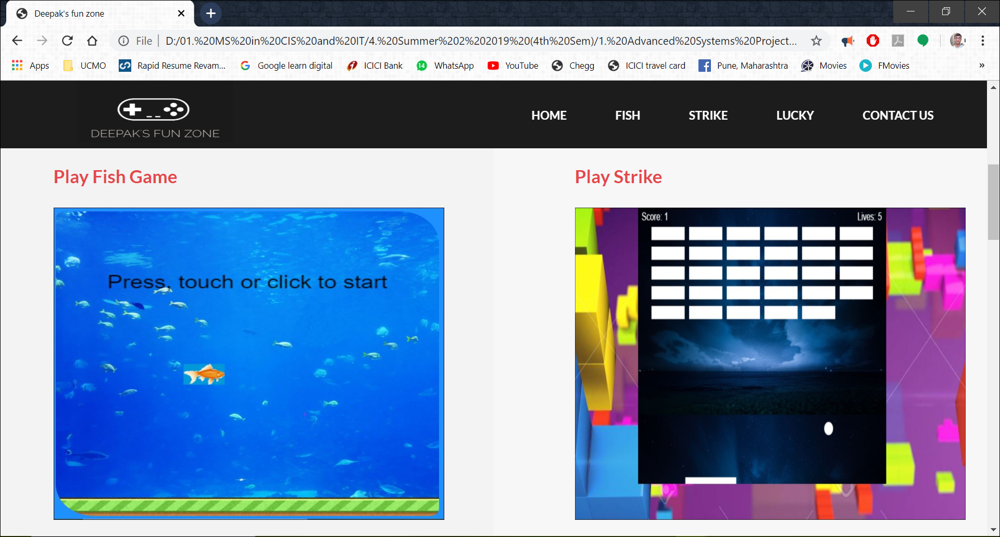 Deepak's fun zone
File D:/01.%20MS%20in%20CIS%20and%20IT/4.%20Summer%202%202019%20(4th%20Sem)/1.%20Advanced%20Systems%20Project...
Apps UCMO Rapid Resume Revam... Google learn digital ICICI Bank 14 WhatsApp YouTube Chegg ICICI travel card Pune, Maharashtra Movies FMovies »
DEEPAK'S FUN ZONE
HOME FISH STRIKE LUCKY CONTACT US
Play Fish Game
Press, touch or click to start
Play Strike
Score: 1 Lives: 5